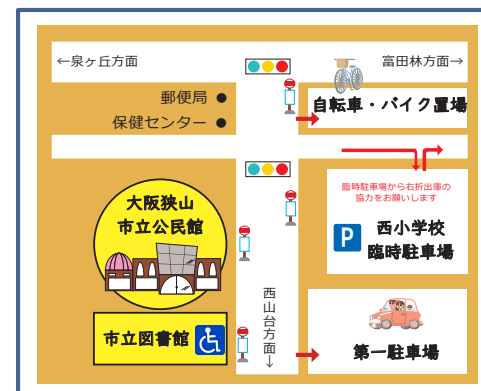 ←泉ヶ丘方面
富田林方面→
郵便局 ●
保健センター ●
自転車・バイク置場
臨時駐車場から右折出庫の
協力をお願いします
大阪狭山
市立公民館
P
西小学校
臨時駐車場
西山台方面→
市立図書館
第一駐車場